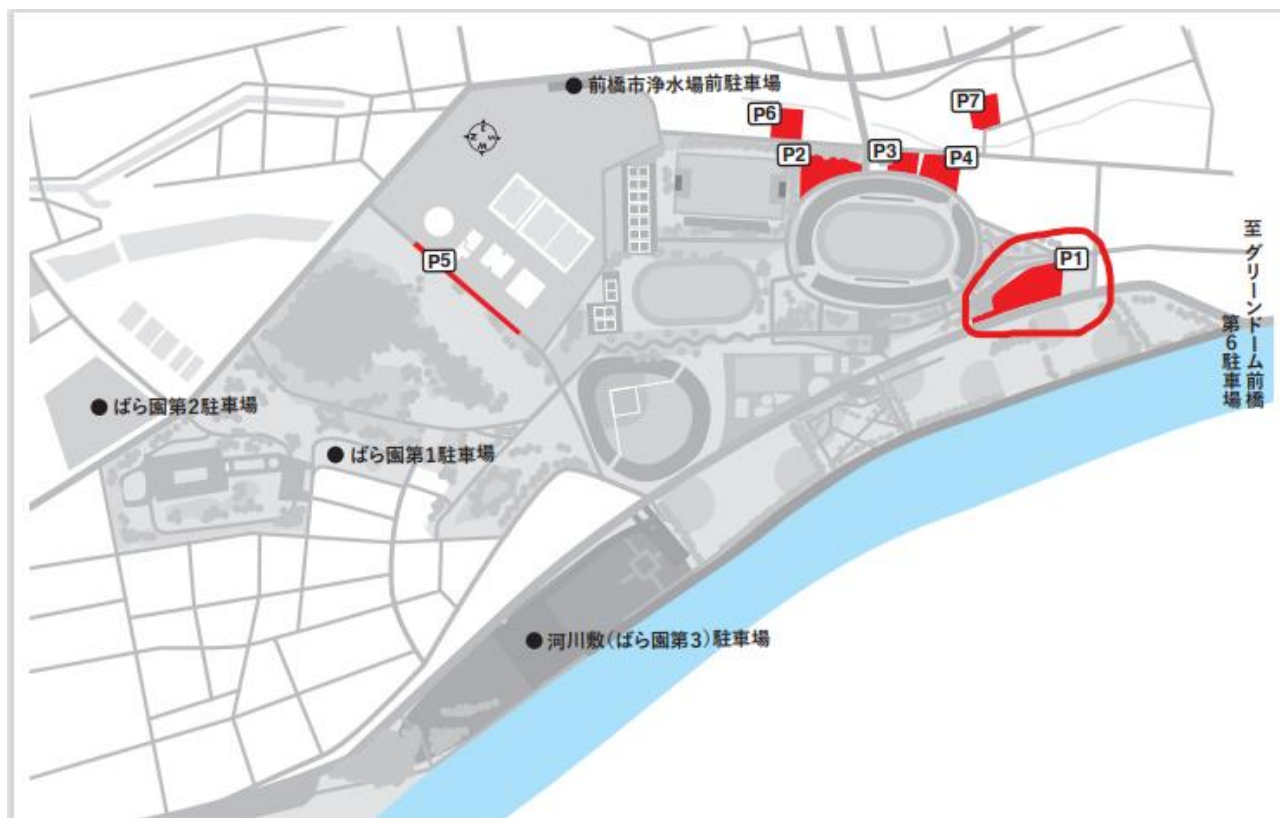 前橋市浄水場前駐車場
P6
P7
P2
P3
P4
P5
P1
至 グリーンドーム前橋
第6駐車場
ばら園第2駐車場
ばら園第1駐車場
河川敷(ばら園第3)駐車場
E
N
S
W